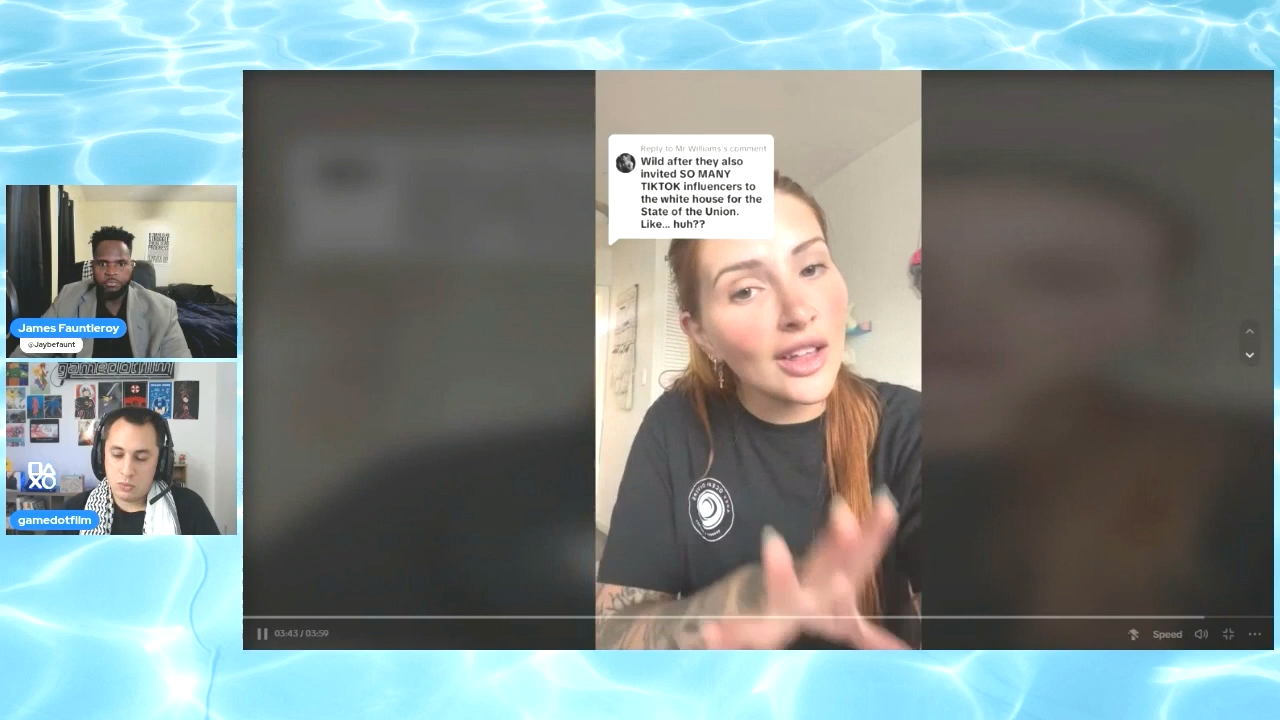 Reply to Mr Williams's comment
Wild after they also
invited SO MANY
TIKTOK influencers to
the white house for the
State of the Union.
Like... huh??
James Fauntleroy
@Jaybefaunt
gamedotfilm
gamedotfilm
03:43 / 03:59
Speed